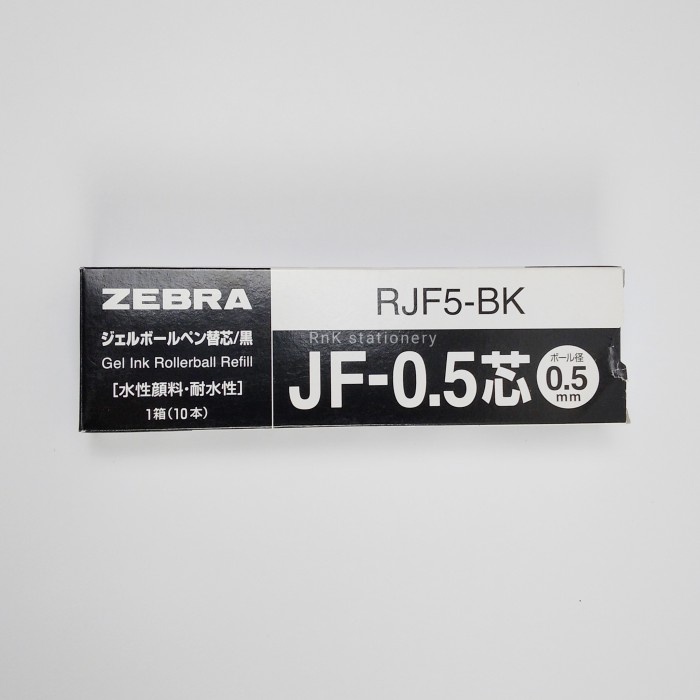 ZEBRA
ジェルボールペン替芯/黒
Gel Ink Rollerball Refill
[水性顔料・耐水性]
1箱(10本)
RJF5-BK
RnK stationery
JF-0.5芯
ボール径
0.5
mm